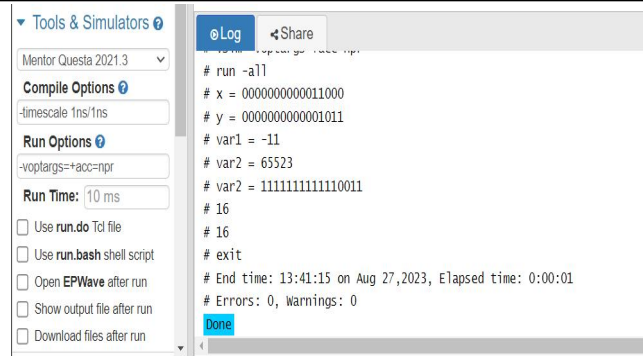 Tools & Simulators
Mentor Questa 2021.3
Compile Options
-timescale 1ns/1ns
Run Options
-voptargs=+acc=npr
Run Time: 10 ms
Use run.do Tcl file
Use run.bash shell script
Open EPWave after run
Show output file after run
Download files after run
Log
Share
# run -all
# x = 0000000000011000
# y = 0000000000001011
# var1 = -11
# var2 = 65523
# var2 = 1111111111110011
# 16
# 16
# exit
# End time: 13:41:15 on Aug 27,2023, Elapsed time: 0:00:01
# Errors: 0, Warnings: 0
Done